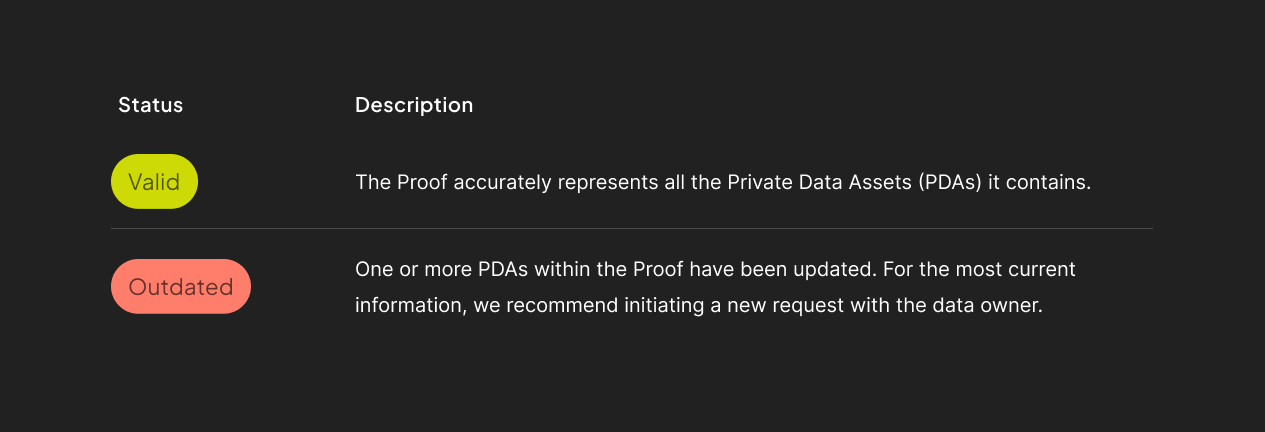 Status Description
Valid The Proof accurately represents all the Private Data Assets (PDAs) it contains.
One or more PDAs within the Proof have been updated. For the most current
Outdated
information, we recommend initiating a new request with the data owner.